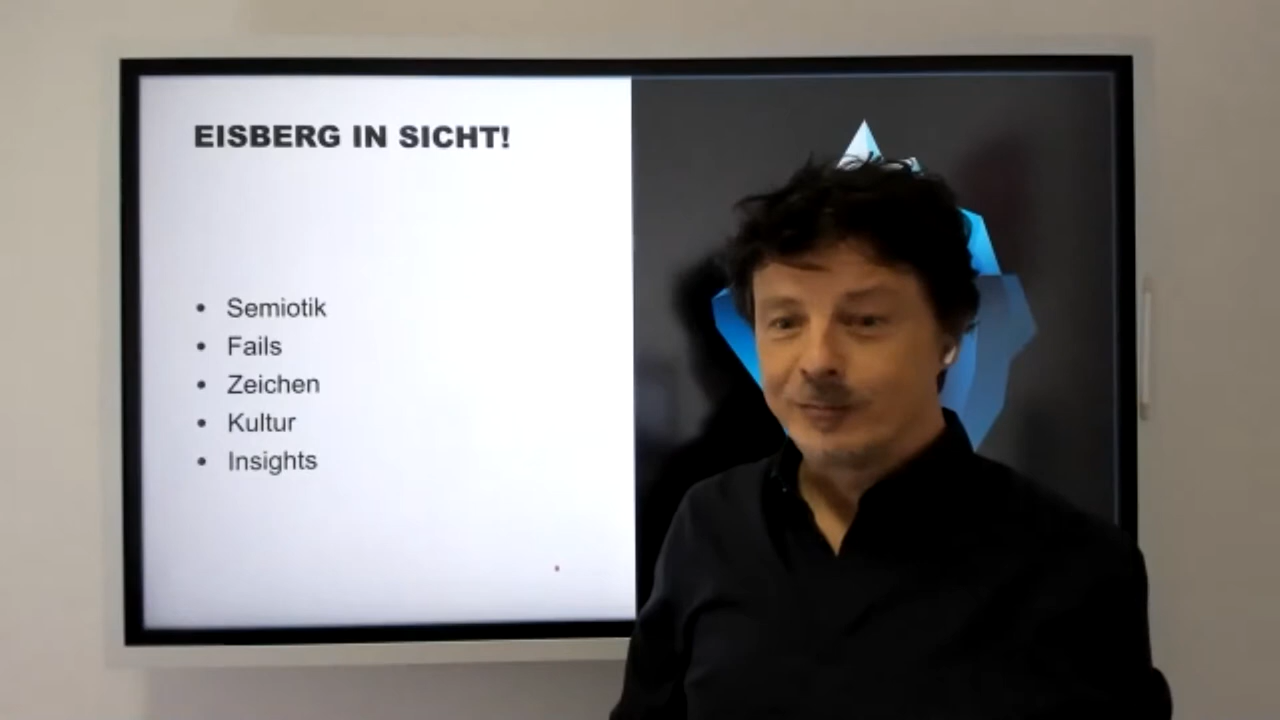 EISBERG IN SICHT!
• Semiotik
• Fails
• Zeichen
• Kultur
• Insights